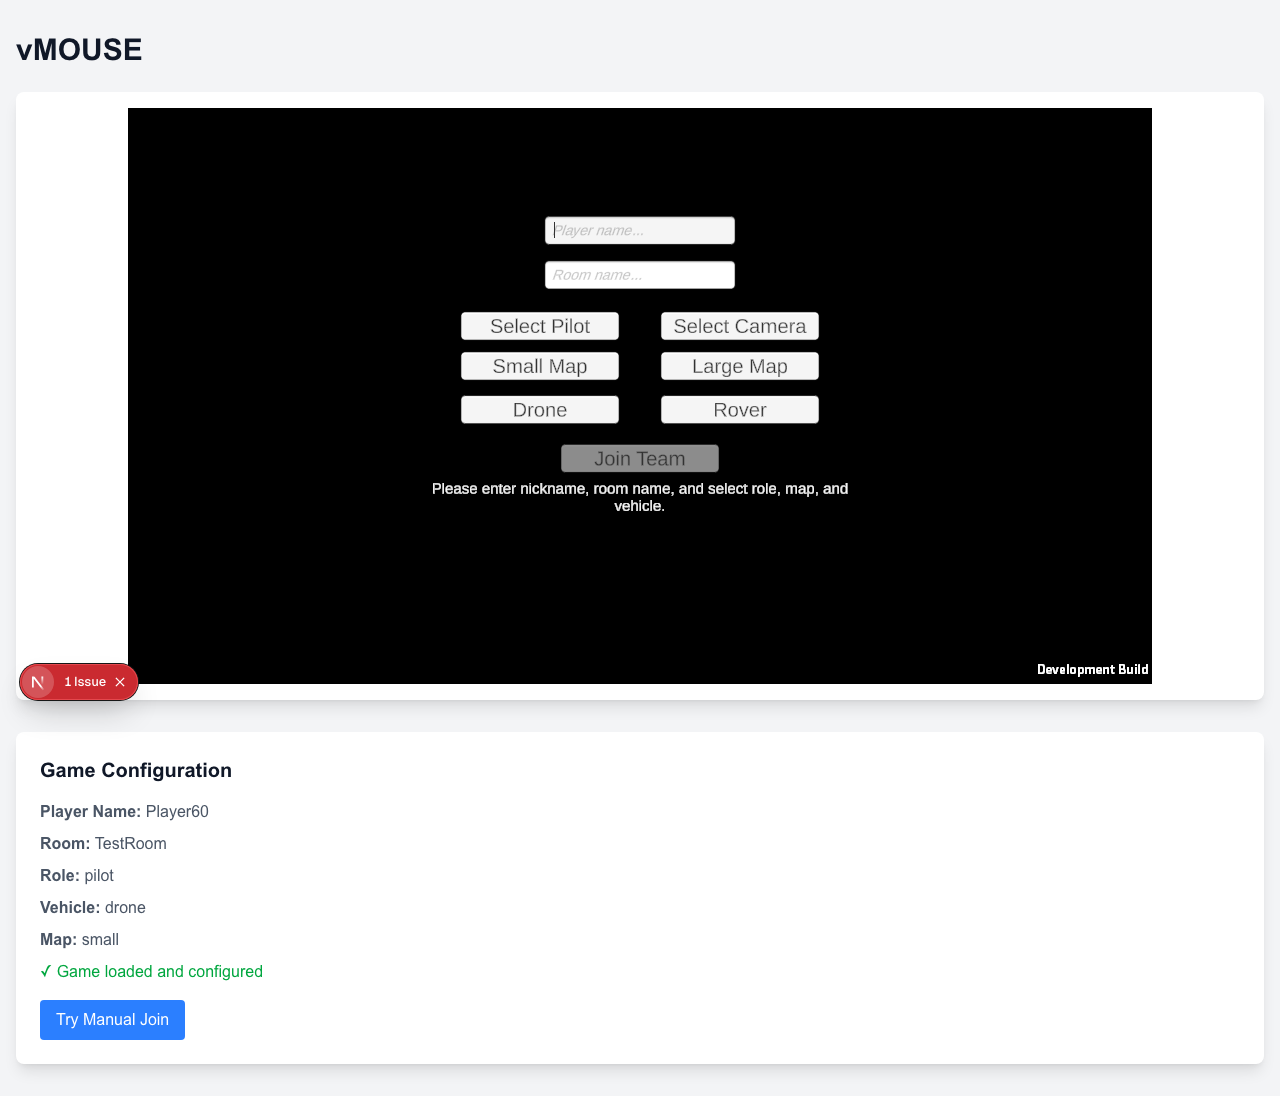 vMOUSE
Player name...
Room name...
Select Pilot Select Camera
Small Map Large Map
Drone Rover
Join Team
Please enter nickname, room name, and select role, map, and
vehicle.
Development Build
N 1 Issue
Game Configuration
Player Name: Player60
Room: TestRoom
Role: pilot
Vehicle: drone
Map: small
✓ Game loaded and configured
Try Manual Join